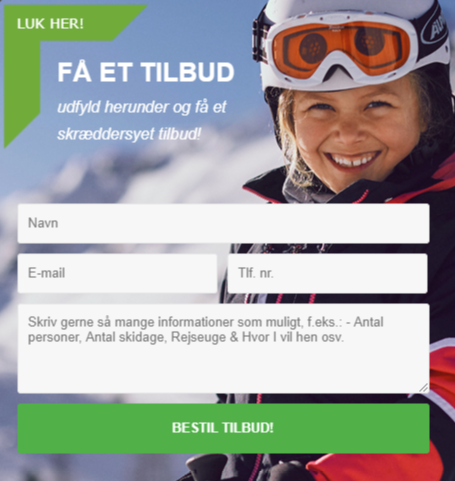 LUK HER!
FÅ ET TILBUD
udfyld herunder og få et
skræddersyet tilbud!
Navn
E-mail
Tlf. nr.
Skriv gerne så mange informationer som muligt, f.eks.: - Antal
personer, Antal skidage, Rejseuge & Hvor I vil hen osv.
BESTIL TILBUD!